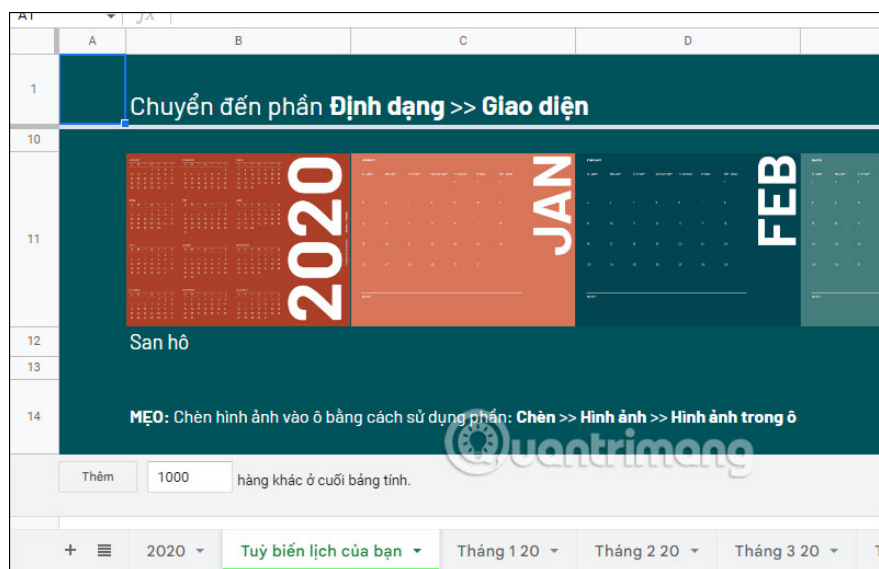 A1
A B C D
1
Chuyển đến phần Định dạng >> Giao diện
10
11
2020
JAN
FEB
12
San hô
13
14
MẸO: Chèn hình ảnh vào ô bằng cách sử dụng phần: Chèn >> Hình ảnh >> Hình ảnh trong ô
Quantrimang
Thêm 1000 hàng khác ở cuối bảng tính.
+ 2020 Tuỳ biến lịch của bạn Tháng 1 20 Tháng 2 20 Tháng 3 20